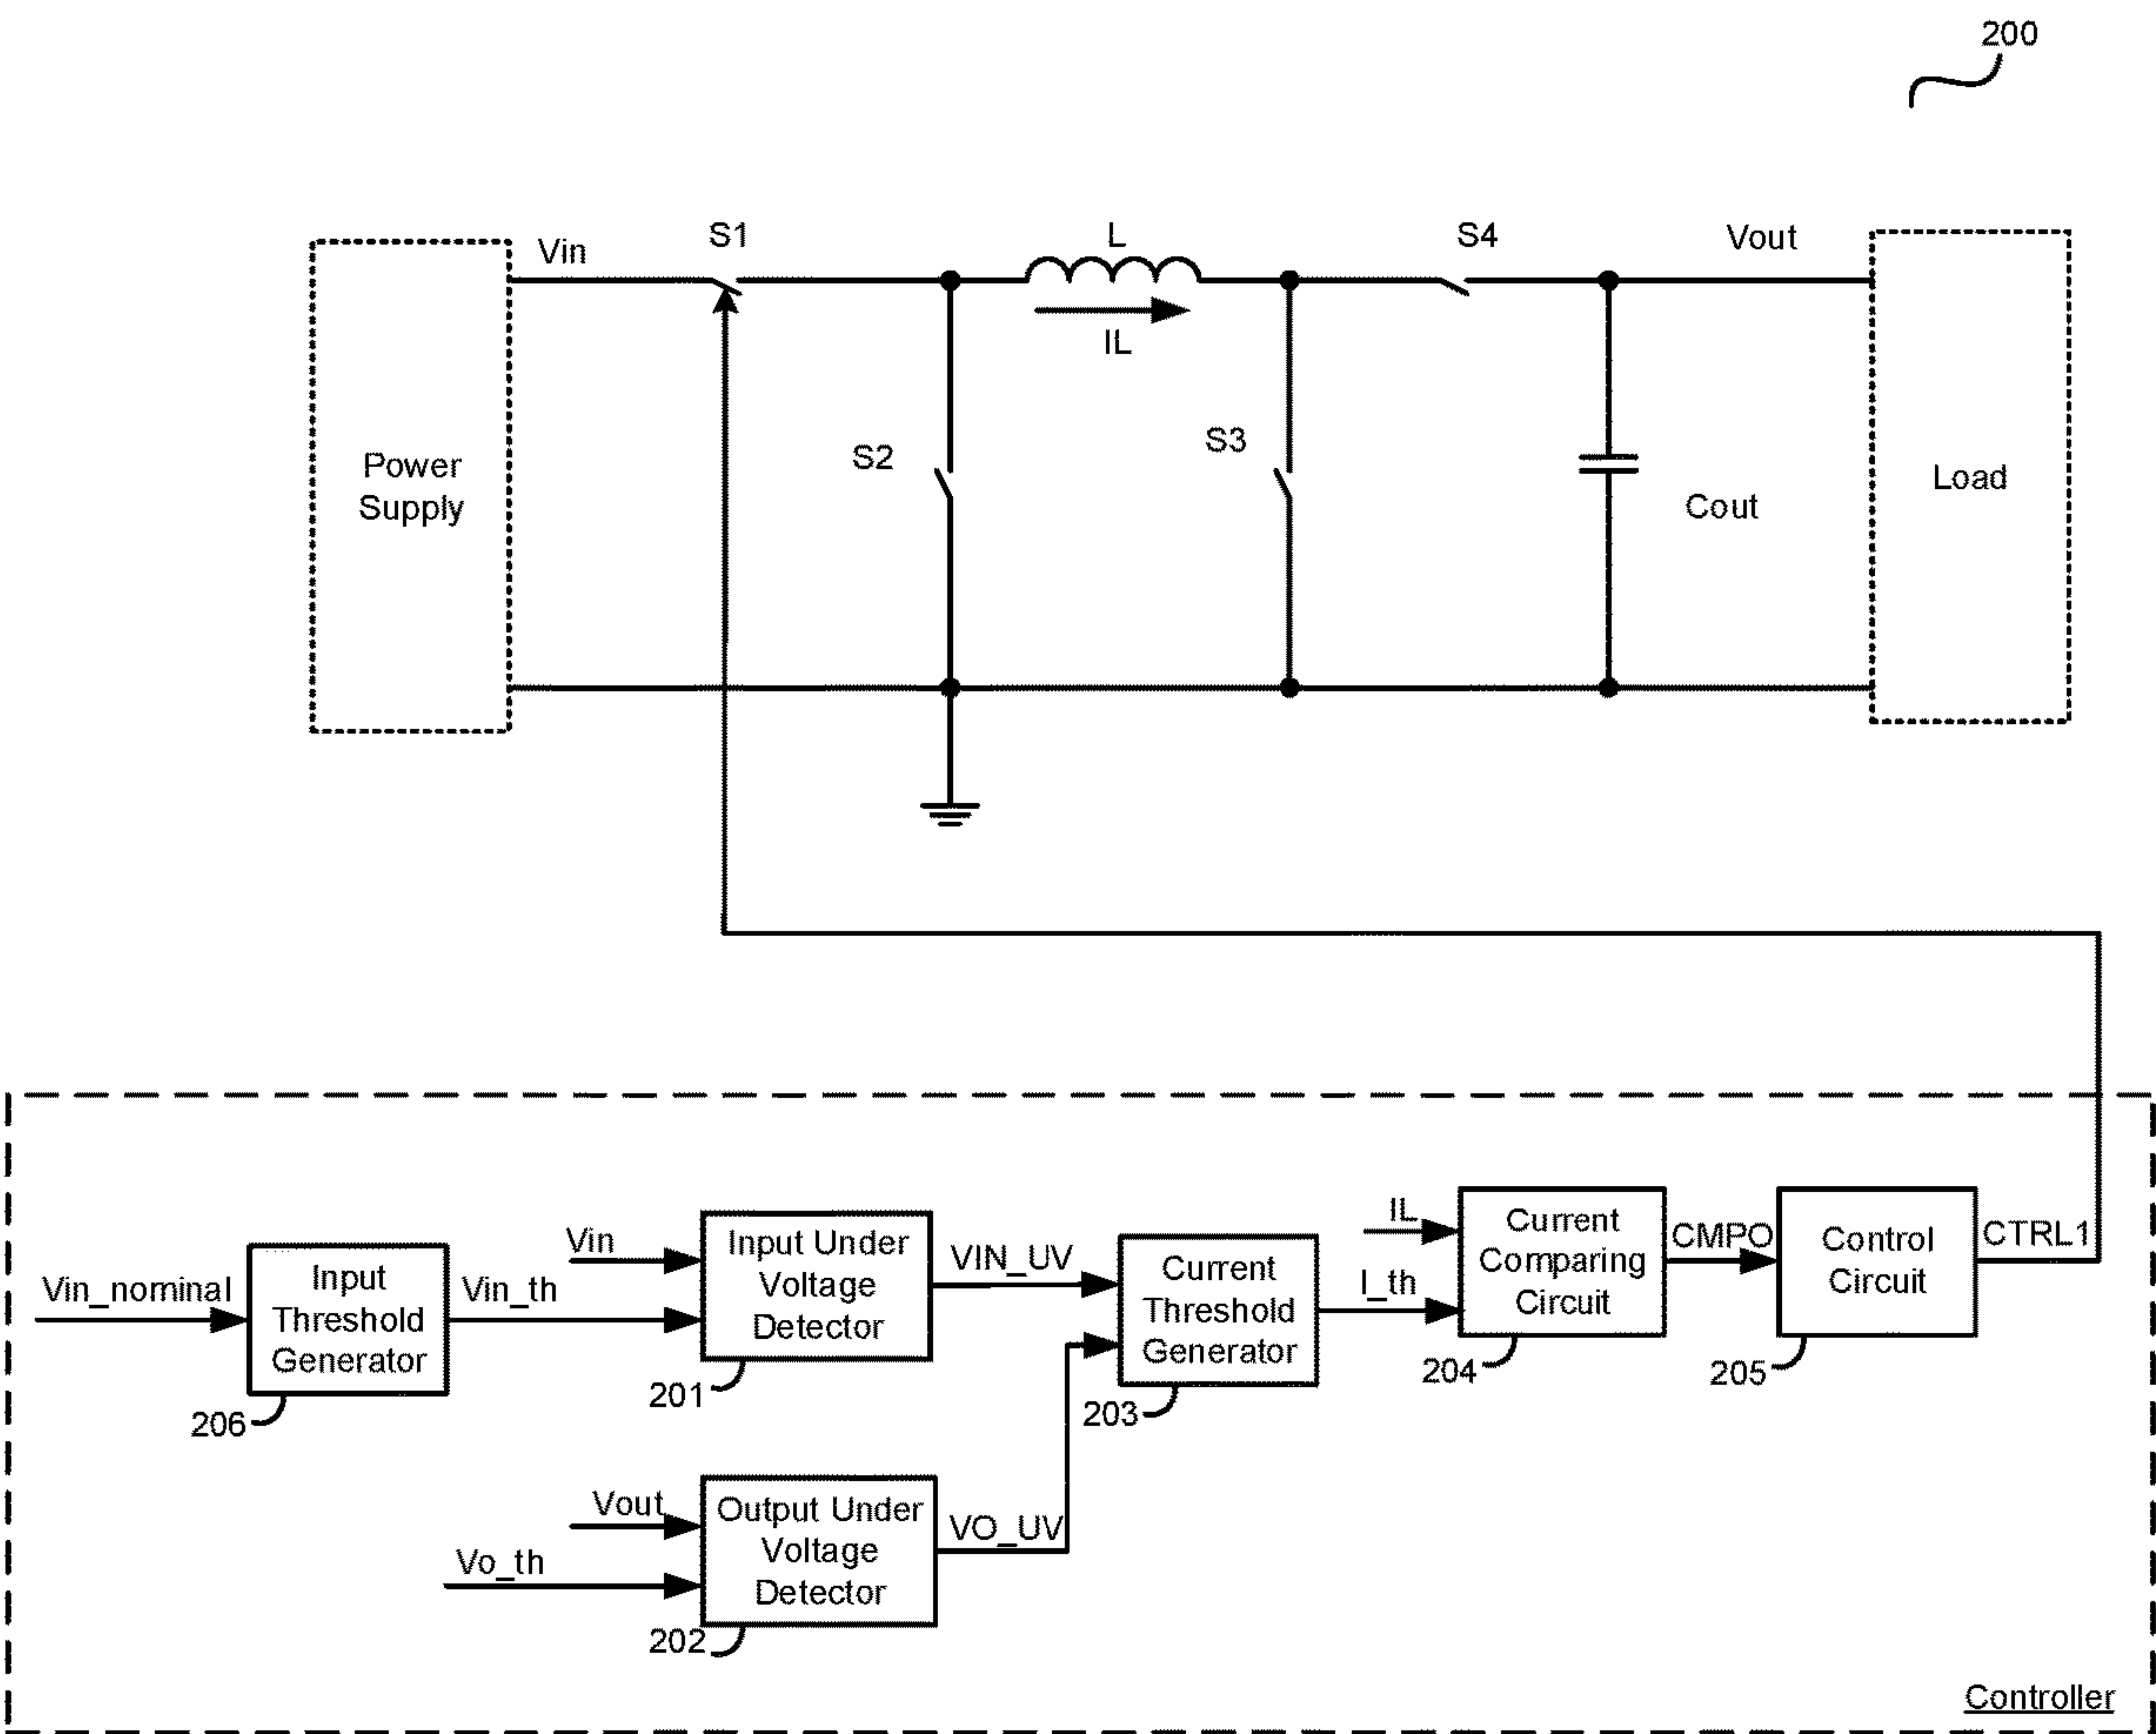 200
Vin
S1
L
S4
Vout
IL
Power
Supply
S2
S3
Cout
Load
Vin_nominal
Input
Threshold
Generator
206
Vin_th
Vin
Input Under
Voltage
Detector
201
VIN_UV
Vout
Vo_th
Output Under
Voltage
Detector
202
VO_UV
Current
Threshold
Generator
203
IL
I_th
Current
Comparing
Circuit
204
CMPO
Control
Circuit
205
CTRL1
Controller